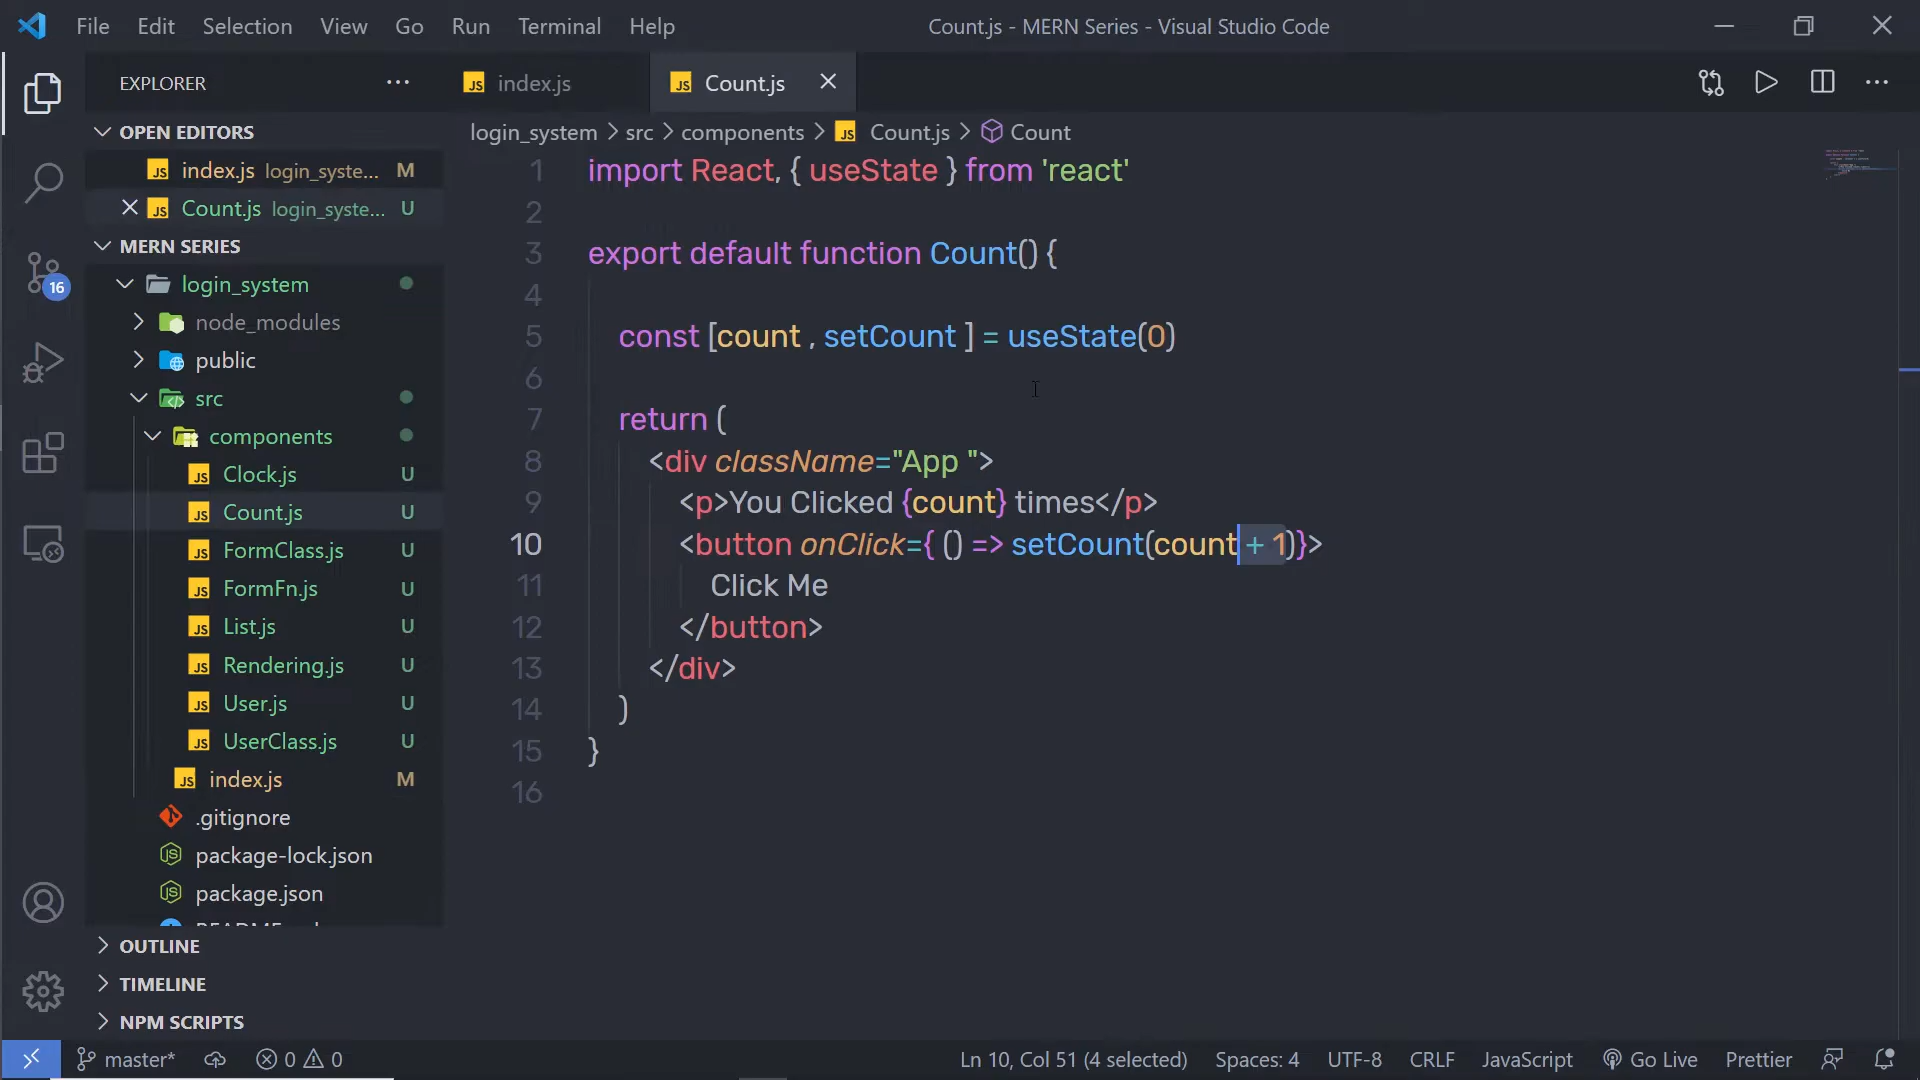 File Edit Selection View Go Run Terminal Help
Count.js - MERN Series - Visual Studio Code
EXPLORER
index.js
Count.js
OPEN EDITORS
index.js login_syste... M
Count.js login_syste... U
MERN SERIES
login_system
node_modules
public
src
components
Clock.js U
Count.js U
FormClass.js U
FormFn.js U
List.js U
Rendering.js U
User.js U
UserClass.js U
index.js M
.gitignore
package-lock.json
package.json
OUTLINE
TIMELINE
NPM SCRIPTS
16
login_system > src > components > JS Count.js > Count
1 import React, { useState } from 'react'
2
3 export default function Count() {
4
5 const [count , setCount ] = useState(0)
6
7 return (
8 <div className="App ">
9 <p>You Clicked {count} times</p>
10 <button onClick={ () => setCount(count + 1)}>
11 Click Me
12 </button>
13 </div>
14 )
15 }
16
master* 0 0
Ln 10, Col 51 (4 selected) Spaces: 4 UTF-8 CRLF JavaScript Go Live Prettier